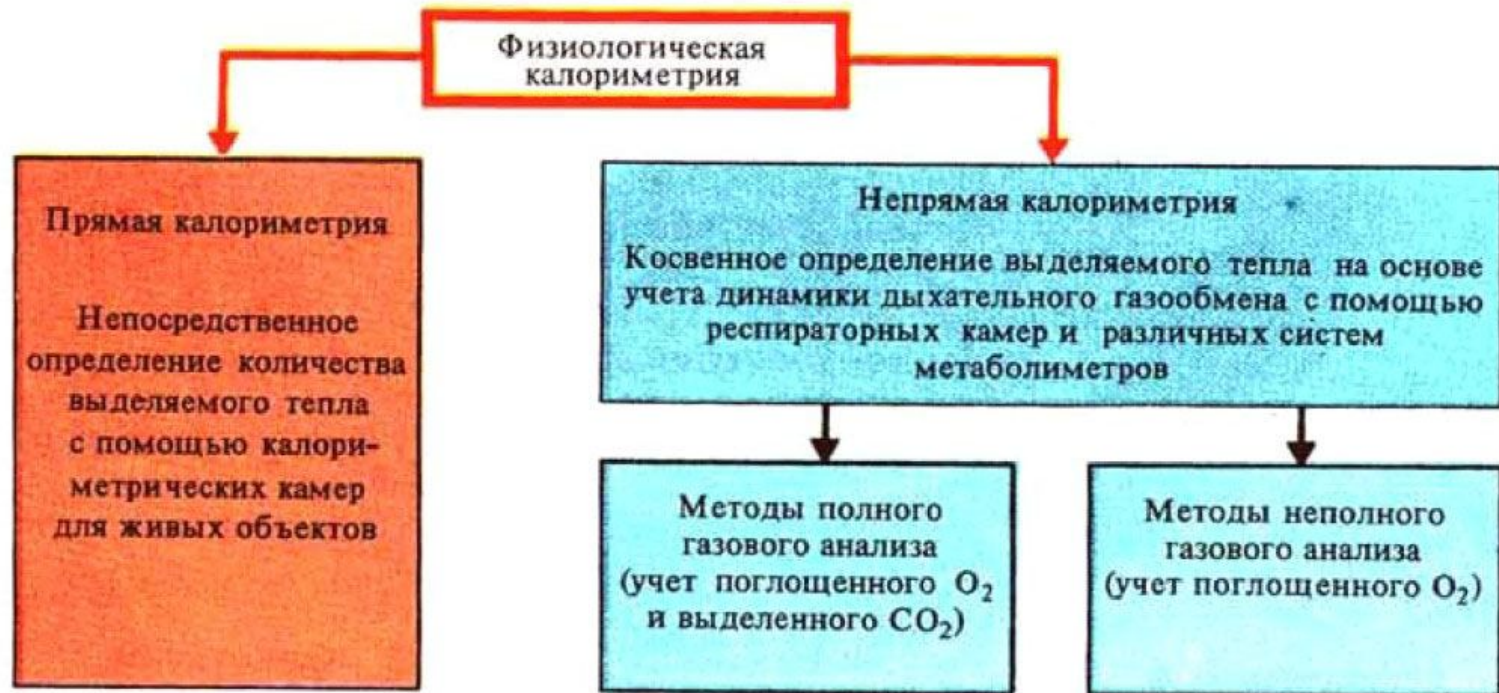 Физиологическая
калориметрия
Прямая калориметрия
Непосредственное
определение количества
выделяемого тепла
с помощью калори-
метрических камер
для живых объектов
Непрямая калориметрия
Косвенное определение выделяемого тепла на основе
учета динамики дыхательного газообмена с помощью
респираторных камер и различных систем
метаболиметров
Методы полного
газового анализа
(учет поглощенного O₂
и выделенного CO₂)
Методы неполного
газового анализа
(учет поглощенного O₂)